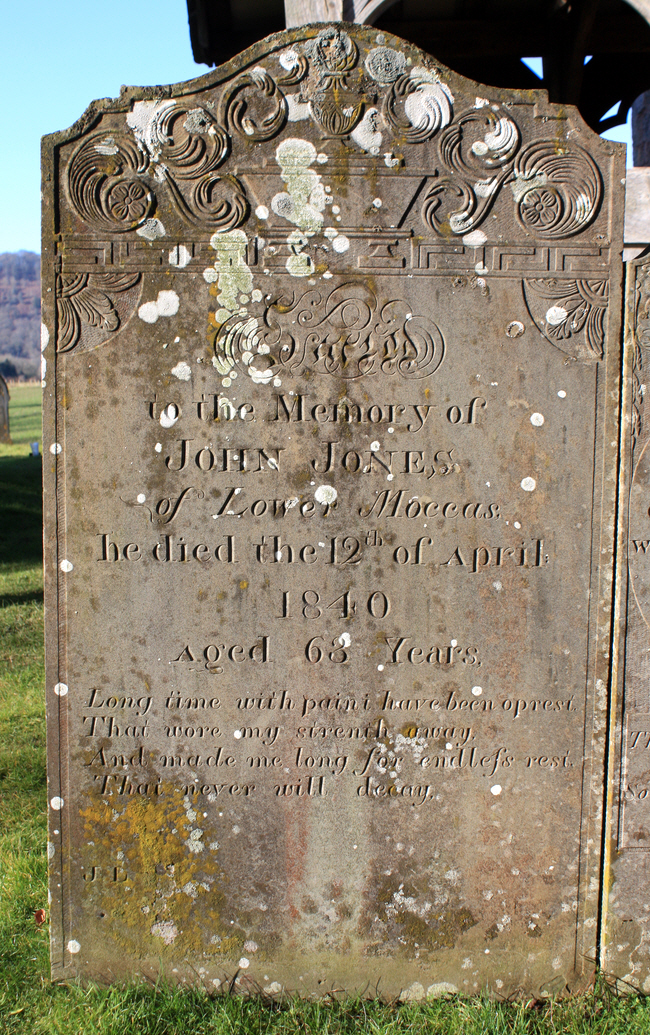 Sacred
to the Memory of
JOHN JONES
of Lower Moccas.
he died the 12th of April
1840
Aged 63 Years,
Long time with paint have been oprest
That wore my strenth away,
And made me long for endleſs rest.
That never will decay,
J L
W